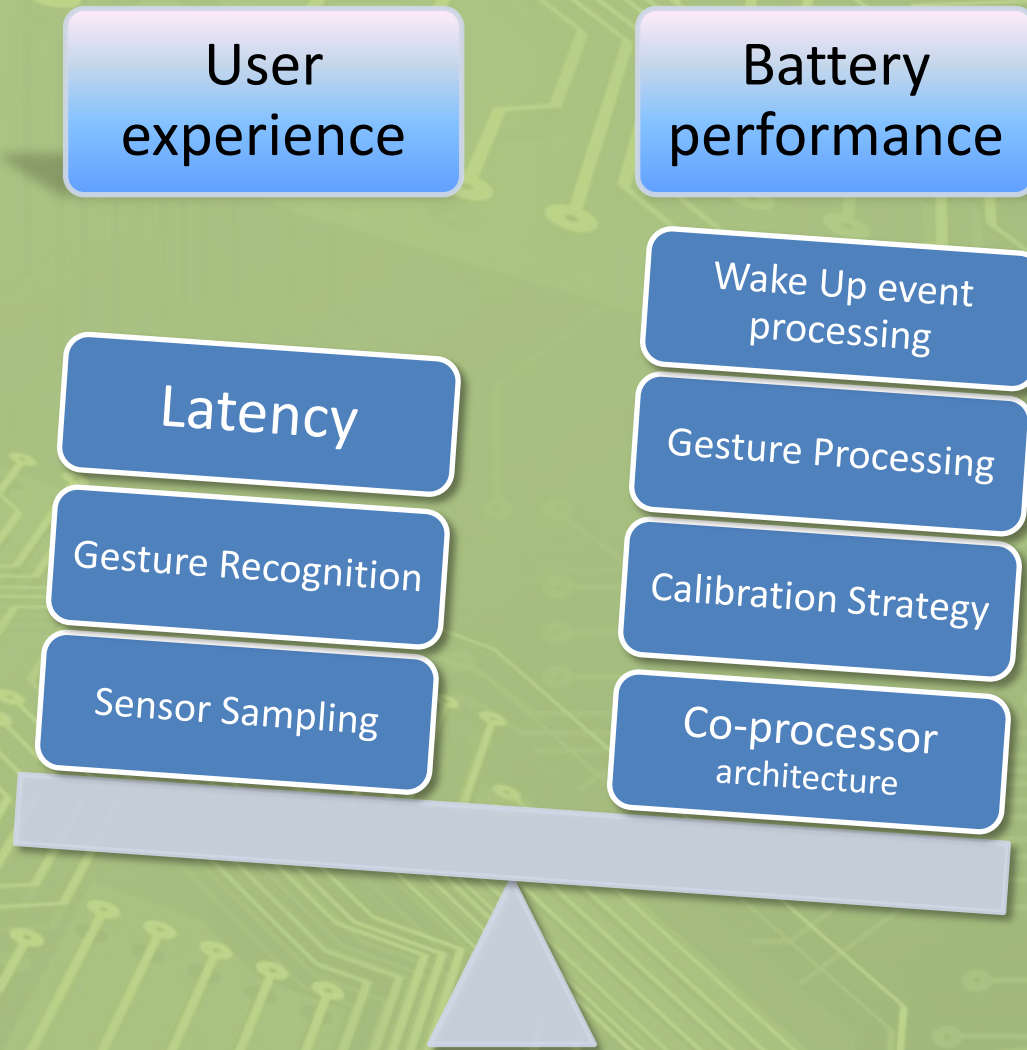 User
experience
Battery
performance
Latency
Gesture Recognition
Sensor Sampling
Wake Up event
processing
Gesture Processing
Calibration Strategy
Co-processor
architecture